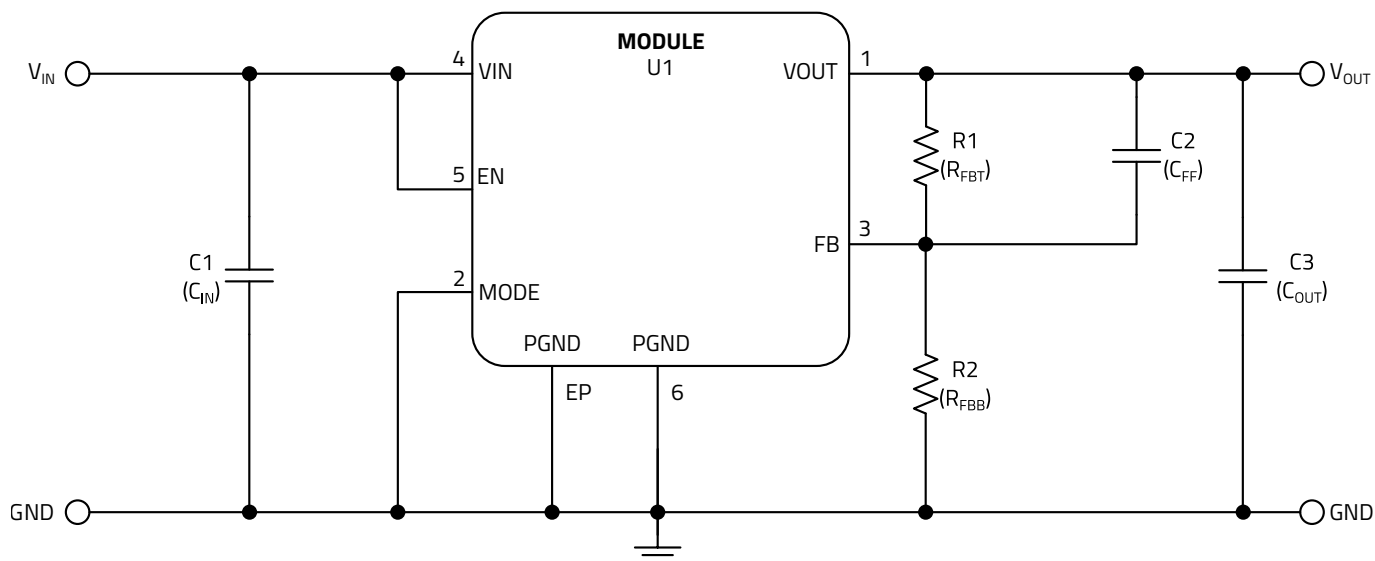 MODULE
U1
V_IN
4
VIN
VOUT
1
V_OUT
R1
(R_FBT)
C2
(C_FF)
5
EN
FB
3
C1
(C_IN)
2
MODE
C3
(C_OUT)
PGND
PGND
EP
6
R2
(R_FBB)
GND
GND